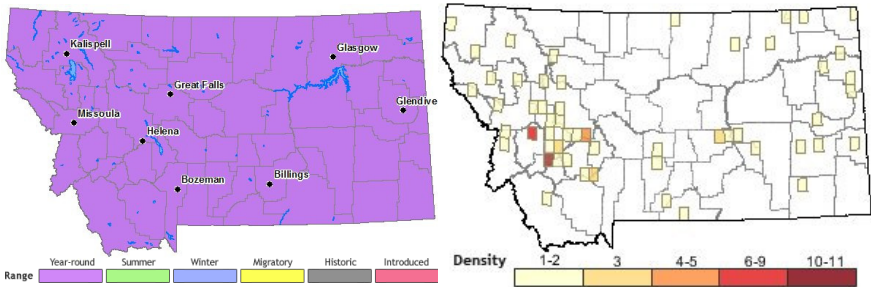 Kalispell
Glasgow
Great Falls
Glendive
Missoula
Helena
Bozeman
Billings
Range Year-round Summer Winter Migratory Historic Introduced
Density 1-2 3 4-5 6-9 10-11